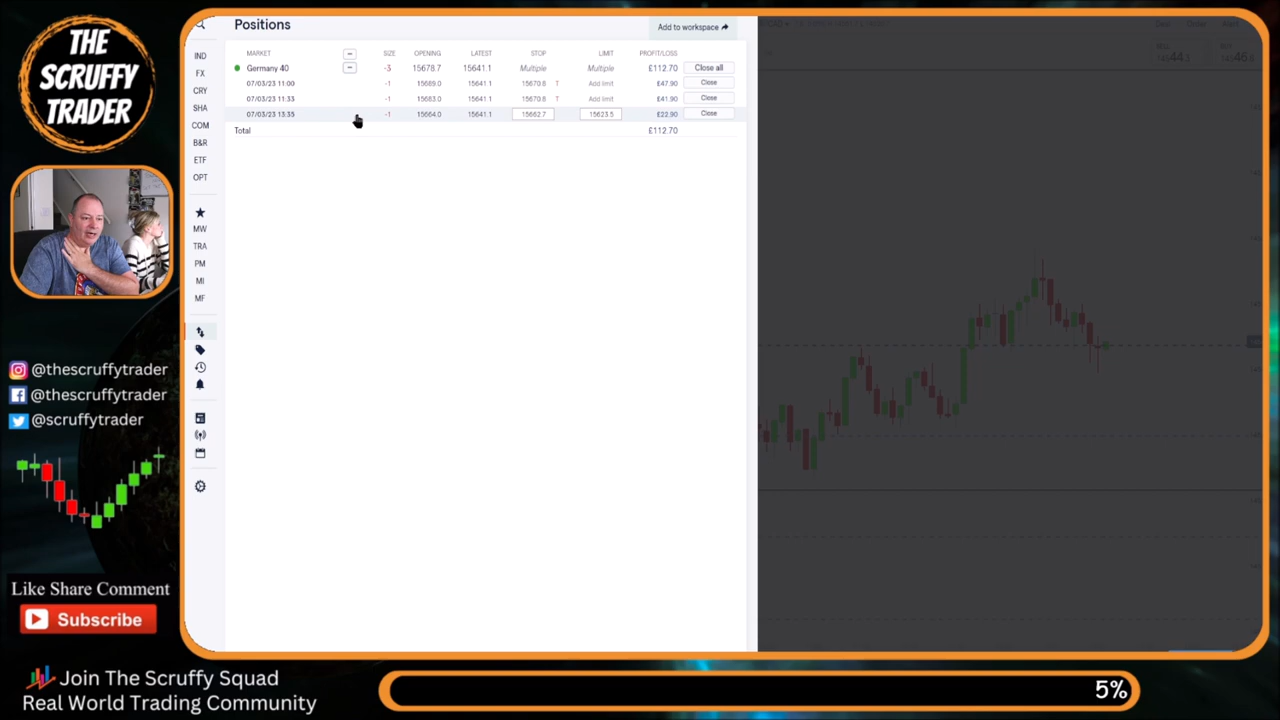 THE
SCRUFFY
TRADER
@thescruffytrader
@thescruffytrader
@scruffytrader
Like Share Comment
Subscribe
Join The Scruffy Squad
Real World Trading Community
5%
Positions
Add to workspace
IND
FX
CRY
SHA
COM
B&R
ETF
OPT
MW
TRA
PM
MI
MF
MARKET SIZE OPENING LATEST STOP LIMIT PROFIT/LOSS
Germany 40 -3 15678.7 15641.1 Multiple Multiple £112.70 Close all
07/03/23 11:00 -1 15689.0 15641.1 15670.8 T Add limit £47.90 Close
07/03/23 11:33 -1 15683.0 15641.1 15670.8 T Add limit £41.90 Close
07/03/23 13:35 -1 15664.0 15641.1 15662.7 15623.5 £22.90 Close
Total £112.70